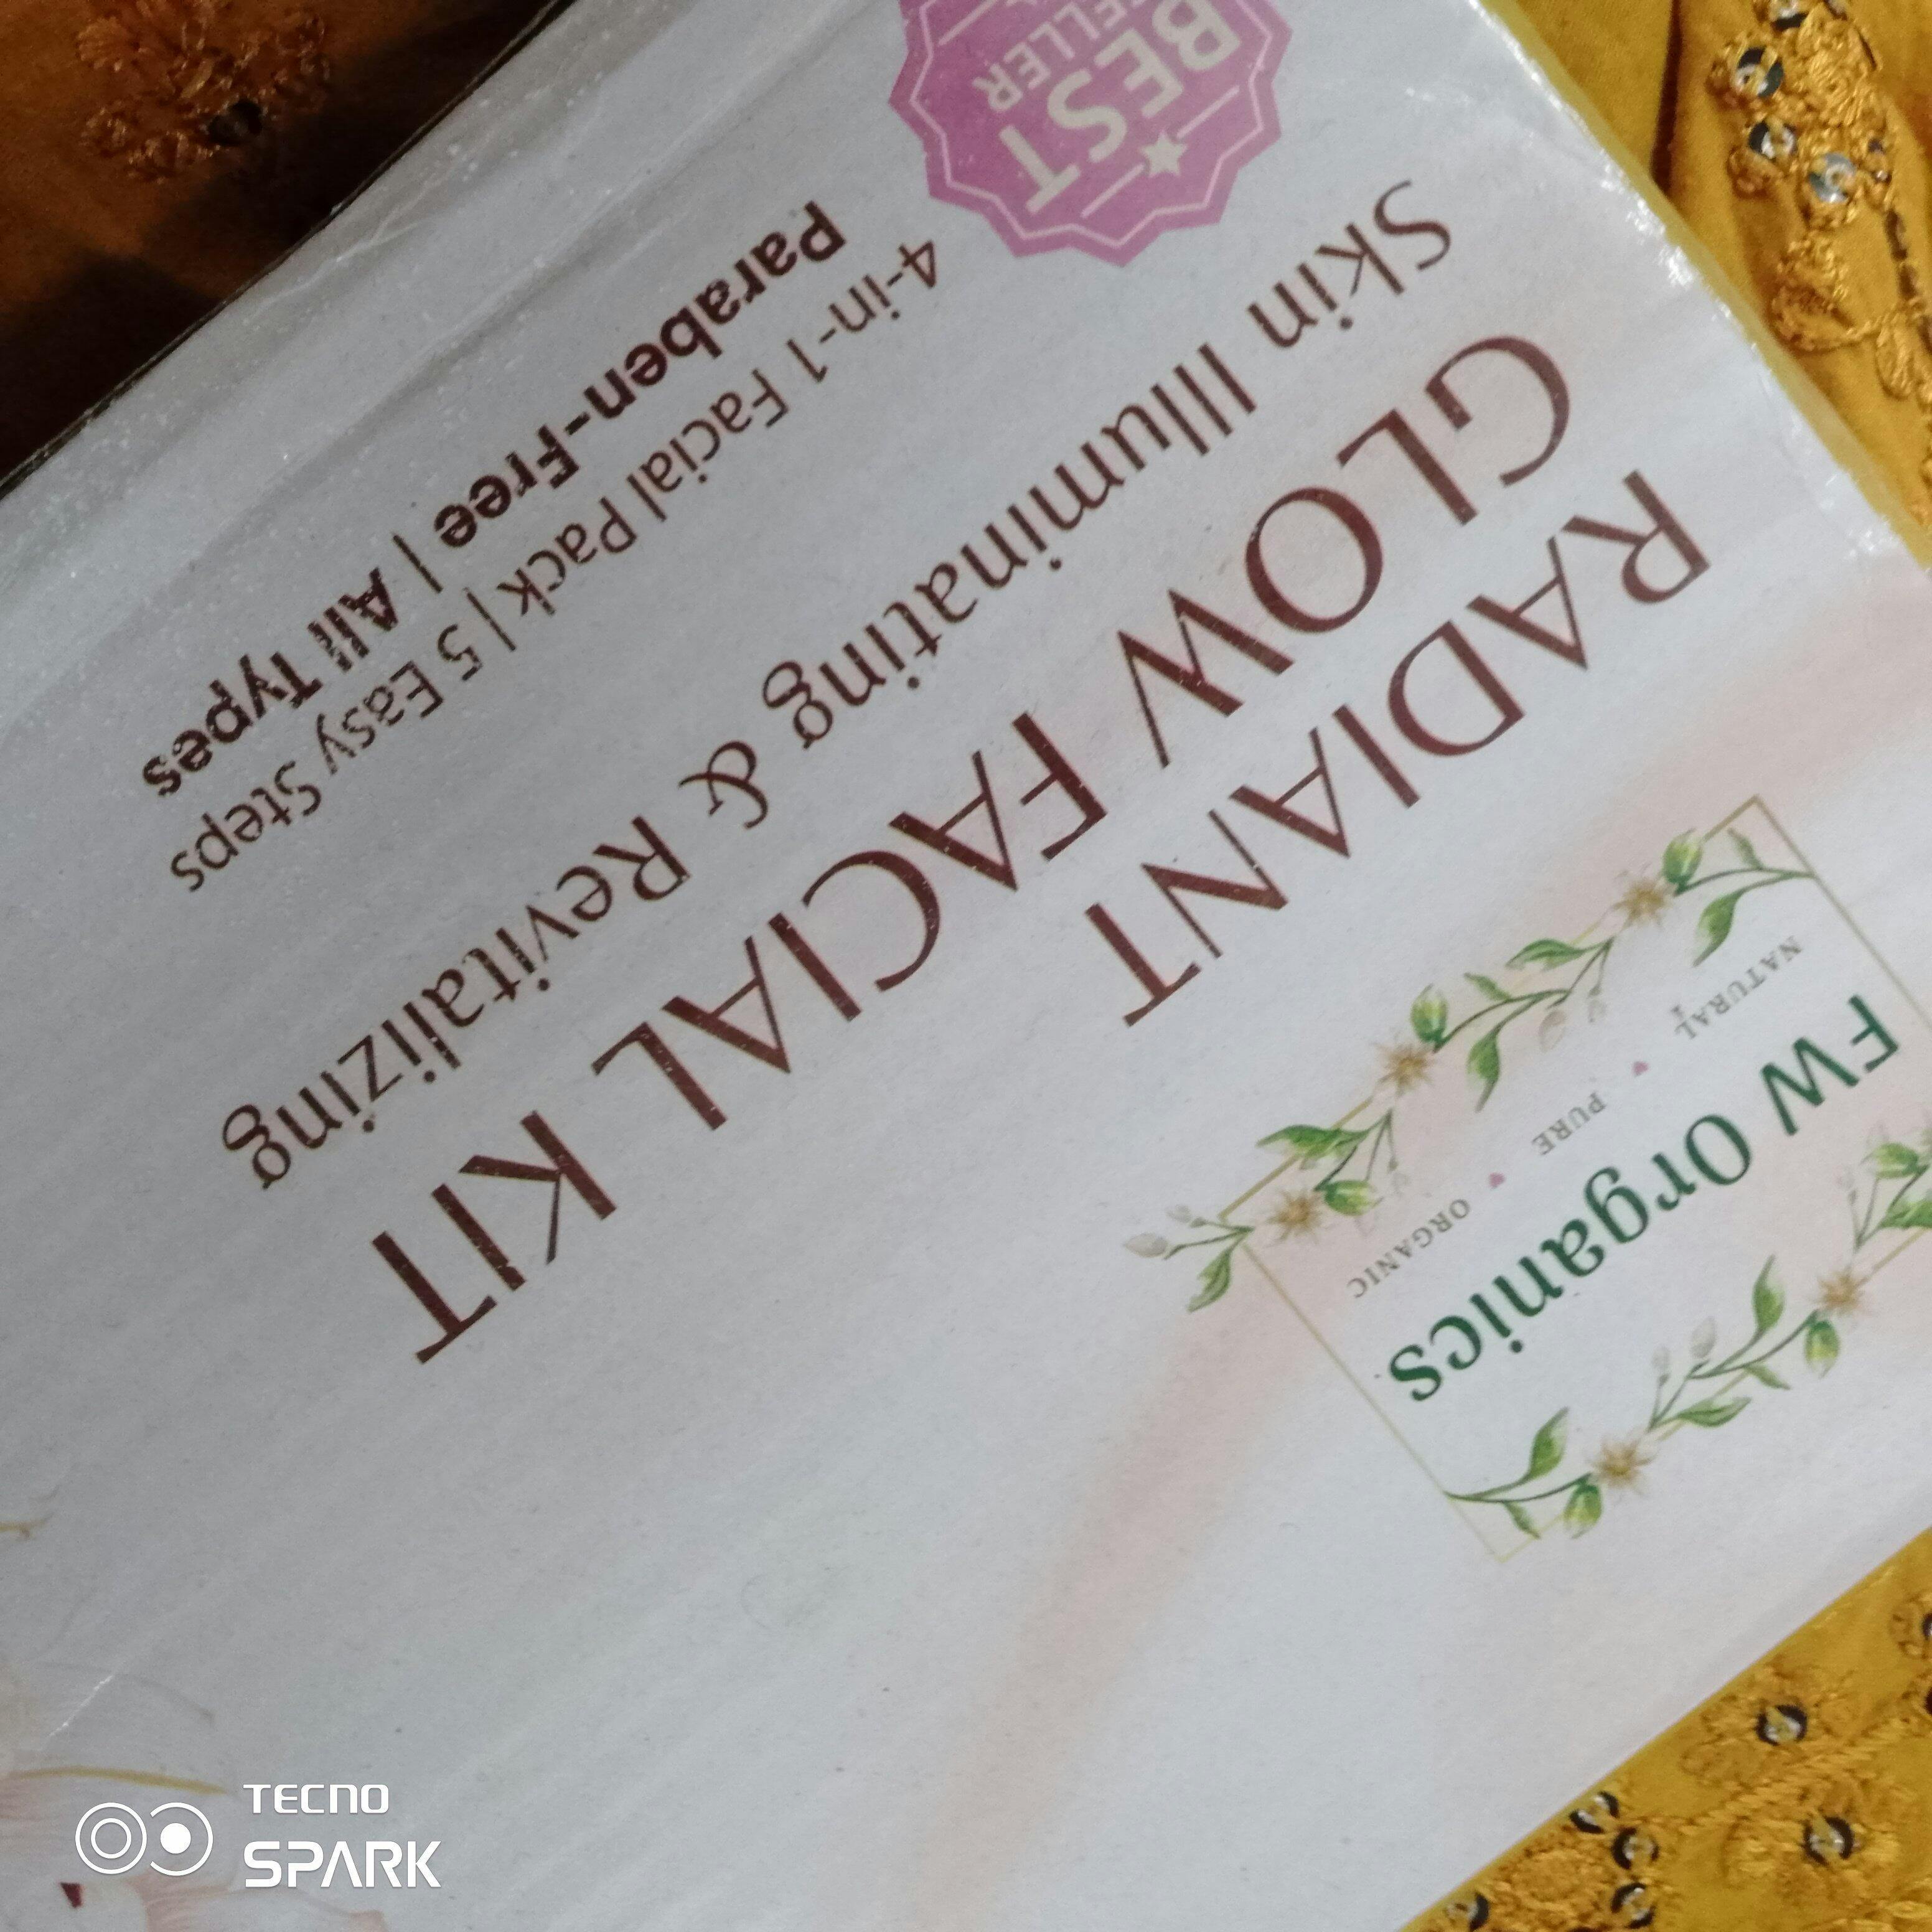 FW Organics
NATURAL ♥ PURE ♥ ORGANIC
RADIANT
GLOW FACIAL KIT
Skin Illuminating & Revitalizing
4-in-1 Facial Pack | 5 Easy Steps
Paraben-Free | All Types
BEST
SELLER
TECNO
SPARK